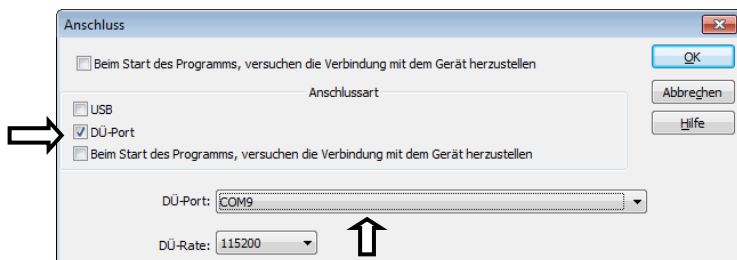 Anschluss
Beim Start des Programms, versuchen die Verbindung mit dem Gerät herzustellen
OK
Anschlussart
Abbrechen
USB
DÜ-Port
Hilfe
Beim Start des Programms, versuchen die Verbindung mit dem Gerät herzustellen
DÜ-Port: COM9
DÜ-Rate: 115200